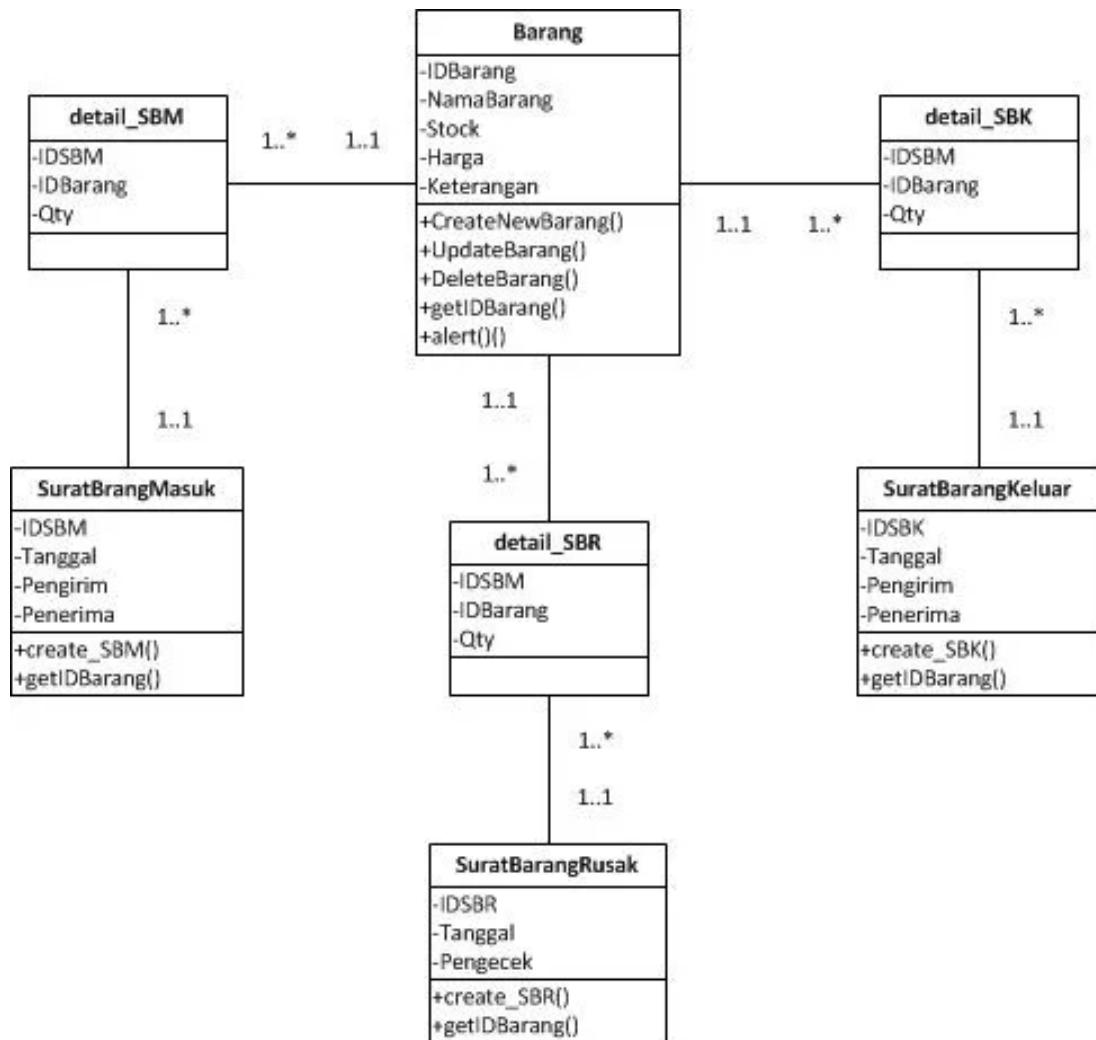 Barang
-IDBarang
-NamaBarang
-Stock
-Harga
-Keterangan
+CreateNewBarang()
+UpdateBarang()
+DeleteBarang()
+getIDBarang()
+alert()()
detail_SBM
-IDSBM
-IDBarang
-Qty
1..* 1..1
detail_SBK
-IDSBM
-IDBarang
-Qty
1..1 1..*
1..*
1..1
1..1
1..*
1..*
1..1
SuratBrangMasuk
-IDSBM
-Tanggal
-Pengirim
-Penerima
+create_SBM()
+getIDBarang()
detail_SBR
-IDSBM
-IDBarang
-Qty
SuratBarangKeluar
-IDSBK
-Tanggal
-Pengirim
-Penerima
+create_SBK()
+getIDBarang()
1..*
1..1
SuratBarangRusak
-IDSBR
-Tanggal
-Pengecek
+create_SBR()
+getIDBarang()